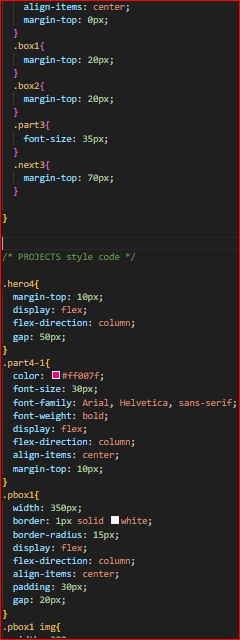 align-items: center;
margin-top: 0px;
}
.box1{
margin-top: 20px;
}
.box2{
margin-top: 20px;
}
.part3{
font-size: 35px;
}
.next3{
margin-top: 70px;
}
}
/* PROJECTS style code */
.hero4{
margin-top: 10px;
display: flex;
flex-direction: column;
gap: 50px;
}
.part4-1{
color: #ff007f;
font-size: 30px;
font-family: Arial, Helvetica, sans-serif;
font-weight: bold;
display: flex;
flex-direction: column;
align-items: center;
margin-top: 10px;
}
.pbox1{
width: 350px;
border: 1px solid white;
border-radius: 15px;
display: flex;
flex-direction: column;
align-items: center;
padding: 30px;
gap: 20px;
}
.pbox1 img{